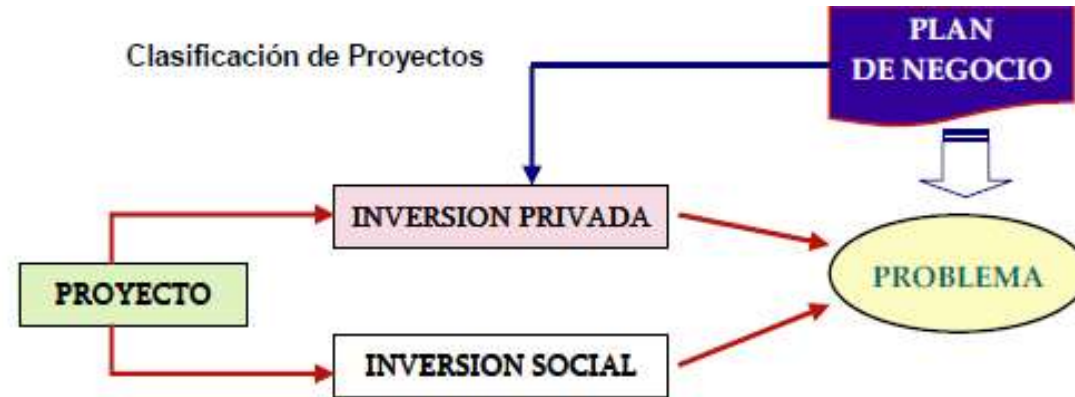 PLAN
DE NEGOCIO
Clasificación de Proyectos
INVERSION PRIVADA
PROYECTO
PROBLEMA
INVERSION SOCIAL